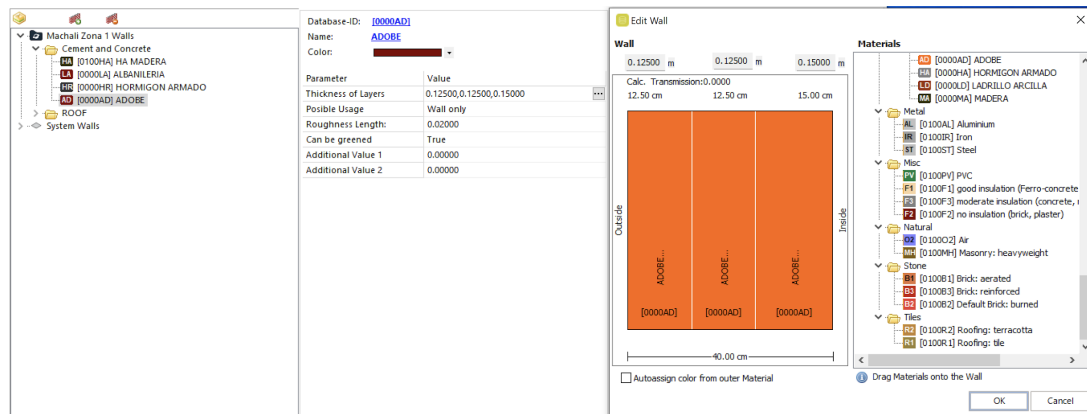 Machali Zona 1 Walls
Cement and Concrete
HA [0100HA] HA MADERA
LA [0000LA] ALBANILERIA
HR [0000HR] HORMIGON ARMADO
AD [0000AD] ADOBE
ROOF
System Walls
Database-ID: [0000AD]
Name: ADOBE
Color:
Parameter Value
Thickness of Layers 0.12500,0.12500,0.15000 ...
Posible Usage Wall only
Roughness Length: 0.02000
Can be greened True
Additional Value 1 0.00000
Additional Value 2 0.00000
Edit Wall
Wall
0.12500 m 0.12500 m 0.15000 m
Calc. Transmission:0.0000
12.50 cm 12.50 cm 15.00 cm
Outside
ADOBE... ADOBE... ADOBE...
[0000AD] [0000AD] [0000AD]
Inside
40.00 cm
Autoassign color from outer Material
Materials
AD [0000AD] ADOBE
HA [0000HA] HORMIGON ARMADO
LD [0000LD] LADRILLO ARCILLA
MA [0000MA] MADERA
Metal
AL [0100AL] Aluminium
IR [0100IR] Iron
ST [0100ST] Steel
Misc
PV [0100PV] PVC
F1 [0100F1] good insulation (Ferro-concrete
F3 [0100F3] moderate insulation (concrete,
F2 [0100F2] no insulation (brick, plaster)
Natural
O2 [0100O2] Air
MH [0100MH] Masonry: heavyweight
Stone
B1 [0100B1] Brick: aerated
B3 [0100B3] Brick: reinforced
B2 [0100B2] Default Brick: burned
Tiles
R2 [0100R2] Roofing: terracotta
R1 [0100R1] Roofing: tile
Drag Materials onto the Wall
OK Cancel